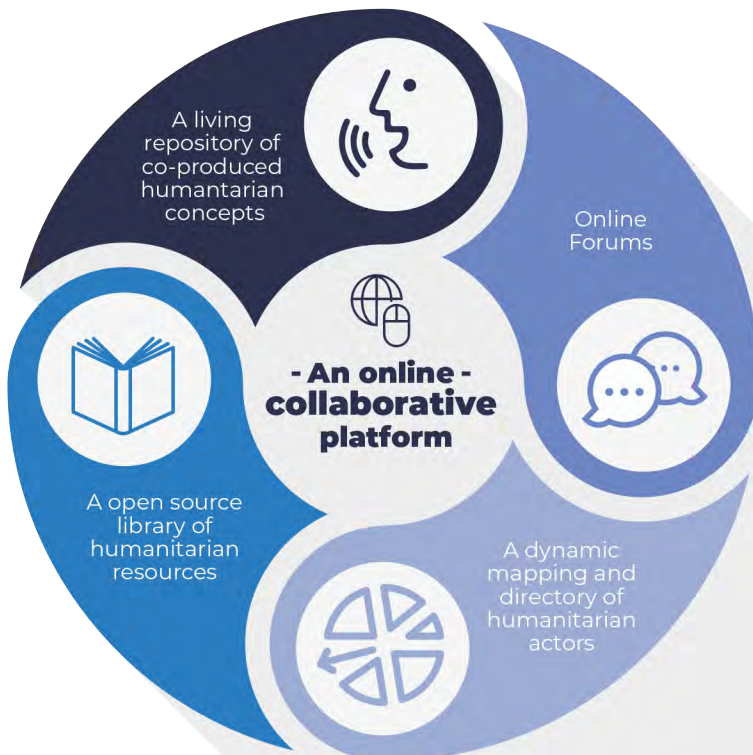 A living
repository of
co-produced
humantarian
concepts
Online
Forums
- An online -
collaborative
platform
A open source
library of
humanitarian
resources
A dynamic
mapping and
directory of
humanitarian
actors